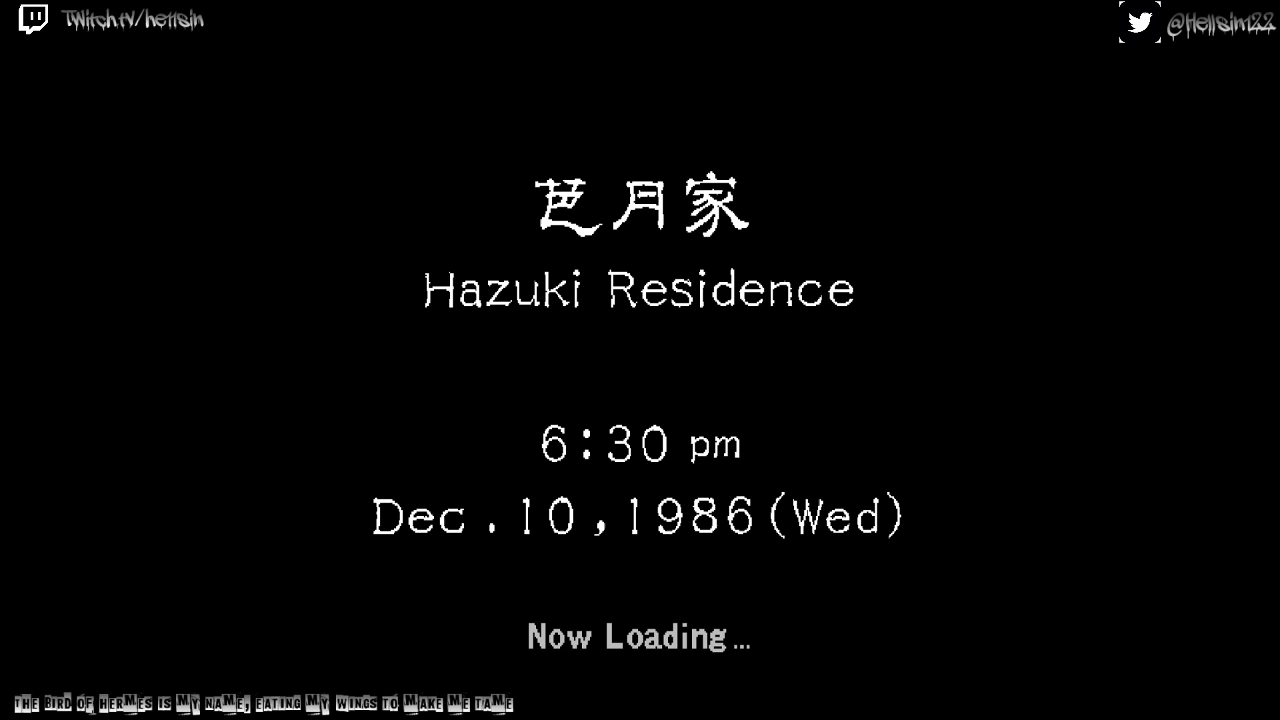 Twitch.tv/hellsin
@Hellsin22
芭月家
Hazuki Residence
6:30 pm
Dec.10,1986(Wed)
Now Loading...
THE BIRD OF HERMES IS MY NAME, EATING MY WINGS TO MAKE ME TAME